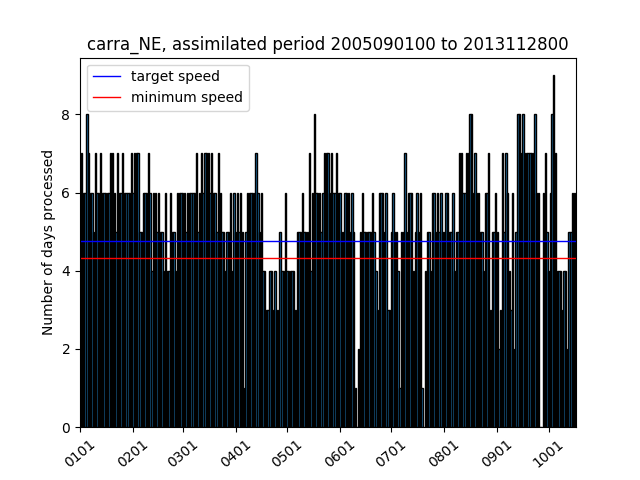 carra_NE, assimilated period 2005090100 to 2013112800
target speed
minimum speed
Number of days processed
8
6
4
2
0
0101 0201 0301 0401 0501 0601 0701 0801 0901 1001